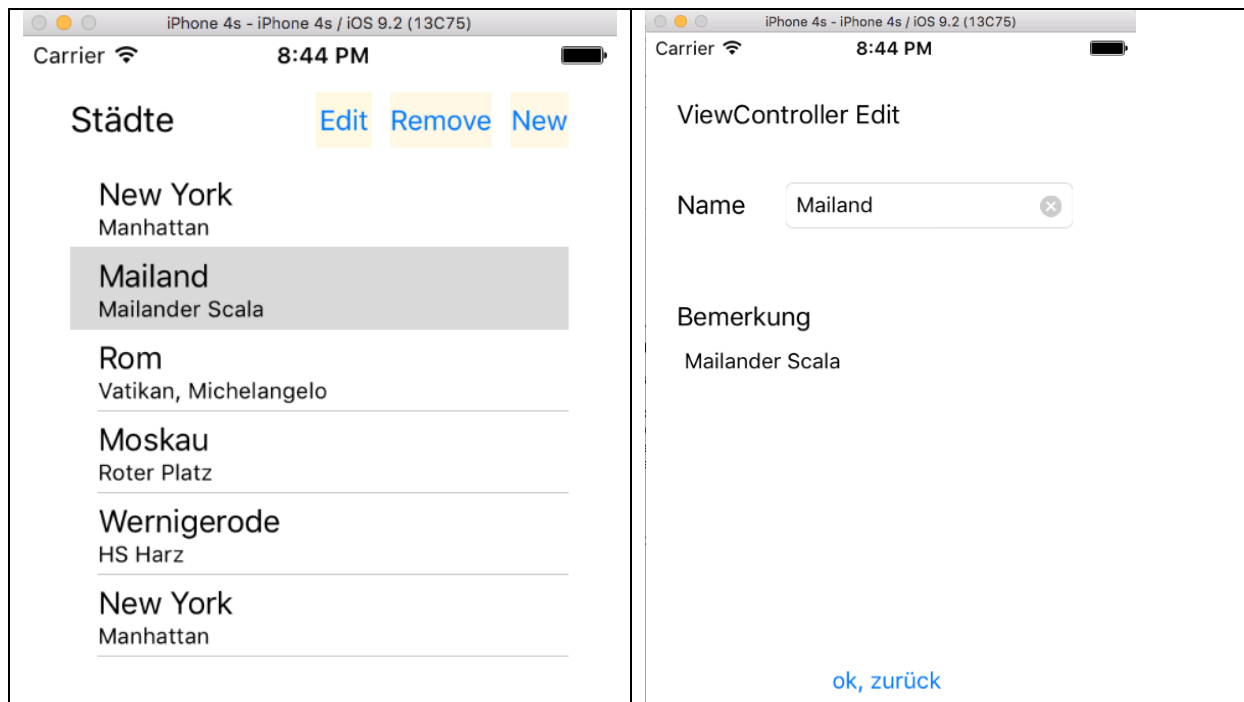 iPhone 4s - iPhone 4s / iOS 9.2 (13C75)
Carrier 8:44 PM
Städte Edit Remove New
New York
Manhattan
Mailand
Mailander Scala
Rom
Vatikan, Michelangelo
Moskau
Roter Platz
Wernigerode
HS Harz
New York
Manhattan
iPhone 4s - iPhone 4s / iOS 9.2 (13C75)
Carrier 8:44 PM
ViewController Edit
Name Mailand
Bemerkung
Mailander Scala
ok, zurück